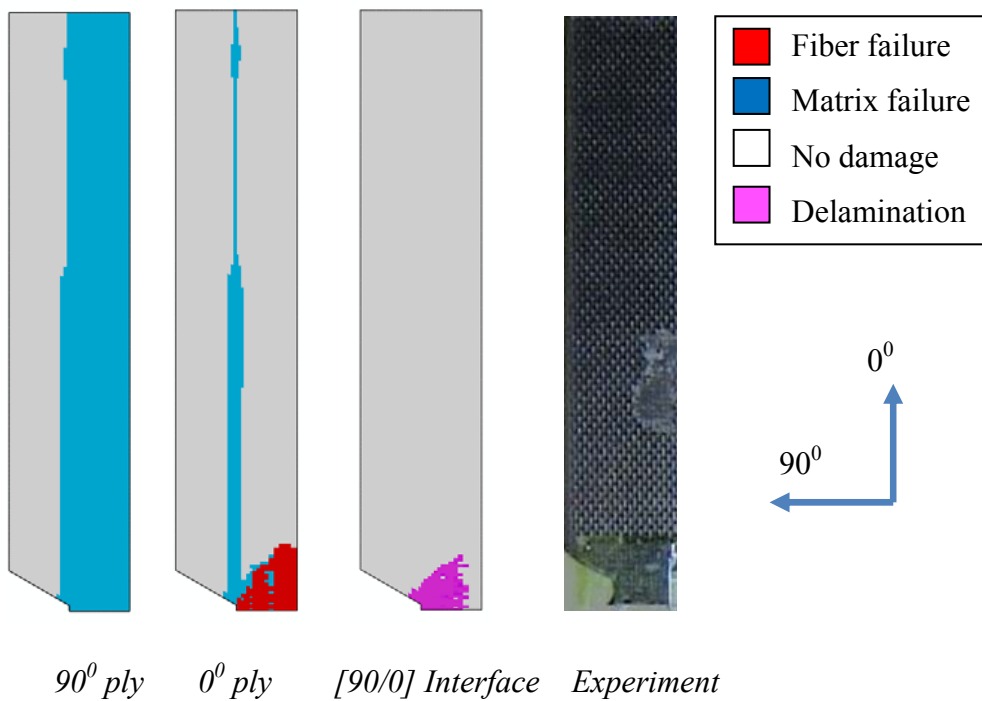 Fiber failure
Matrix failure
No damage
Delamination
0⁰
90⁰
90⁰ ply
0⁰ ply
[90/0] Interface
Experiment